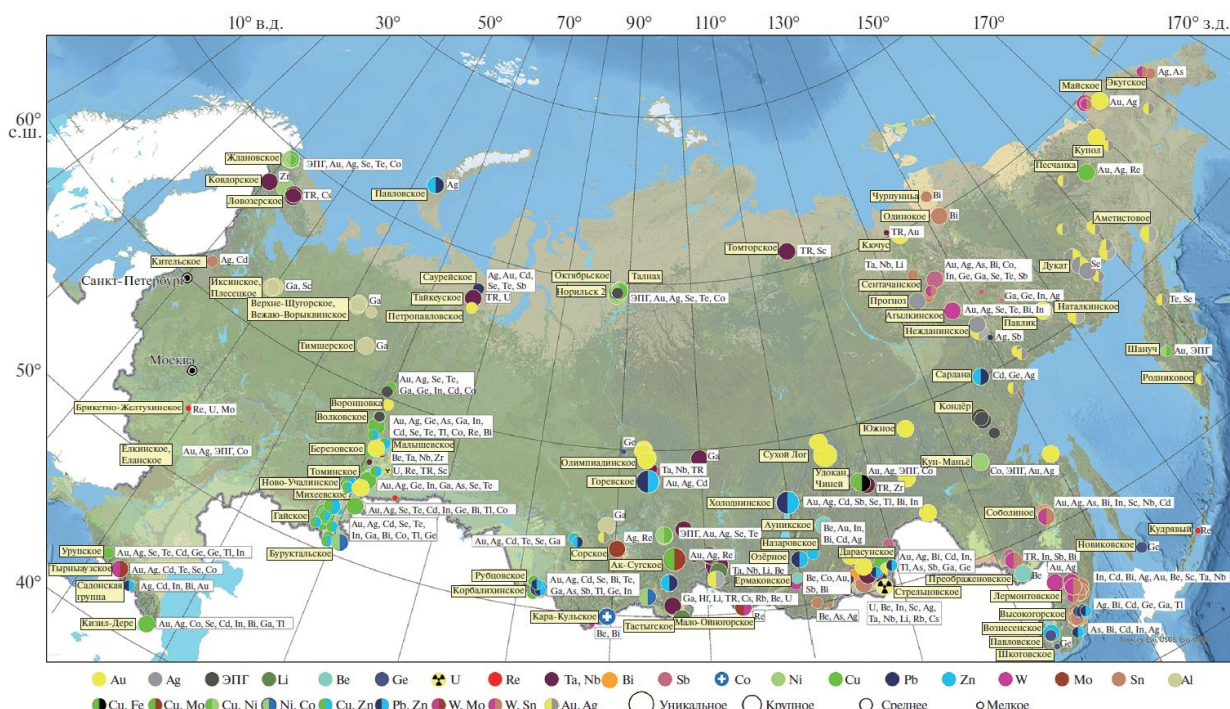 10° в.д. 30° 50° 70° 90° 110° 130° 150° 170° 170° з.д.
60°
с.ш.
50°
40°
Ждановское
ЭПГ, Au, Ag, Se, Te, Co
Ковдорское
Zr
Ловозерское
TR, Cs
Павловское
Ag
Кительское
Ag, Cd
Санкт-Петербург
Иксинское,
Плесецкое
Ga, Sc
Верхне-Щугорское,
Вежаю-Ворыквинское
Ga
Тимшерское
Ga
Москва
Саурейское
Ag, Au, Cd,
Se, Te, Sb
Тайкеуское
TR, U
Петропавловское
Октябрьское
Талнах
Норильск 2
ЭПГ, Au, Ag, Se, Te, Co
Томторское
TR, Sc
Экугское
Ag, As
Майское
Au, Ag
Купол
Песчанка
Au, Ag, Re
Чурпуннья
Bi
Одинокое
Bi
TR, Au
Кючус
Аметистовое
Ta, Nb, Li
Au, Ag, As, Bi, Co,
In, Ge, Ga, Se, Te, Sb
Дукат
Se
Сентачанское
Прогноз
Ga, Ge, In, Ag
Агылкинское
Au, Ag, Se, Te, Bi, In
Наталкинское
Te, Se
Нежданинское
Павлик
Ag, Sb
Шануч
Au, ЭПГ
Сардана
Cd, Ge, Ag
Родниковое
Кондёр
Брикетно-Желтухинское
Re, U, Mo
Воронцовка
Au, Ag, Se, Te,
Ga, Ge, In, Cd, Co
Волковское
Au, Ag, Ge, As, Ga, In,
Cd, Se, Te, Tl, Co, Re, Bi
Елкинское,
Еланское
Au, Ag, ЭПГ, Co
Березовское
Малышевское
Be, Ta, Nb, Zr
Томинское
U, Re, TR, Sc
Ново-Учалинское
Au, Ag, Ge, In, Ga, As, Se, Te
Михеевское
Гайское
Au, Ag, Se, Te, Cd, In, Ge, Bi, Tl, Co
Au, Ag, Cd, Se, Te,
In, Ga, Bi, Co, Tl, Ge
Буруктальское
Урупское
Au, Ag, Se, Te, Cd, Ge, Ge, Tl, In
Тырныаузское
Au, Ag, Cd, Te, Se, Co
Садонская
группа
Ag, Cd, In, Bi, Au
Кизил-Дере
Au, Ag, Co, Se, Cd, In, Bi, Ga, Tl
Ge
Олимпиадинское
Ta, Nb, TR
Ga
Горевское
Au, Ag, Cd
Сухой Лог
Южное
Удокан,
Чиней
Au, Ag, ЭПГ, Co
TR, Zr
Кун-Маньё
Co, ЭПГ, Au, Ag
Холоднинское
Au, Ag, Cd, Sb, Se, Tl, Bi, In
Ga
Au, Ag, Cd, Te, Se, Ga
Сорское
Ag, Re
ЭПГ, Au, Ag, Se, Te
Ак-Сугское
Au, Ag, Re
Ta, Nb, Li, Be
Рубцовское
Корбалихинское
Au, Ag, Cd, Se, Bi, Te,
Ga, As, Sb, Tl, Ge, In
Кара-Кульское
Be, Bi
Тастыгское
Ga, Hf, Li, TR, Cs, Rb, Be, U
Мало-Ойногорское
Re
Ауникское
Be, Au, In,
Bi, Cd, Ag
Назаровское
Озёрное
Ермаковское
Be, Co, Au,
Sb, Bi
Be, As, Ag
Дарасунское
Au, Ag, Bi, Cd, In,
Tl, As, Sb, Ga, Ge
Стрельцовское
U, Be, In, Sc, Ag,
Ta, Nb, Li, Rb, Cs
Соболиное
Au, Ag, As, Bi, In, Sc, Nb, Cd
Кудрявый
Re
Новиковское
Ge
TR, In, Sb, Bi
Преображеновское
Be
Au, Ag
Лермонтовское
In, Cd, Bi, Ag, Au, Be, Sc, Ta, Nb
Высокогорское
Ag, Bi, Cd, Ge, Ga, Tl
Вознесенское
As, Bi, Cd, In, Ag
Павловское
Ge
Шкотовское
Au Ag ЭПГ Li Be Ge U Re Ta, Nb Bi Sb Co Ni Cu Pb Zn W Mo Sn Al
Cu, Fe Cu, Mo Cu, Ni Ni, Co Cu, Zn Pb, Zn W, Mo W, Sn Au, Ag Уникальное Крупное Среднее Мелкое